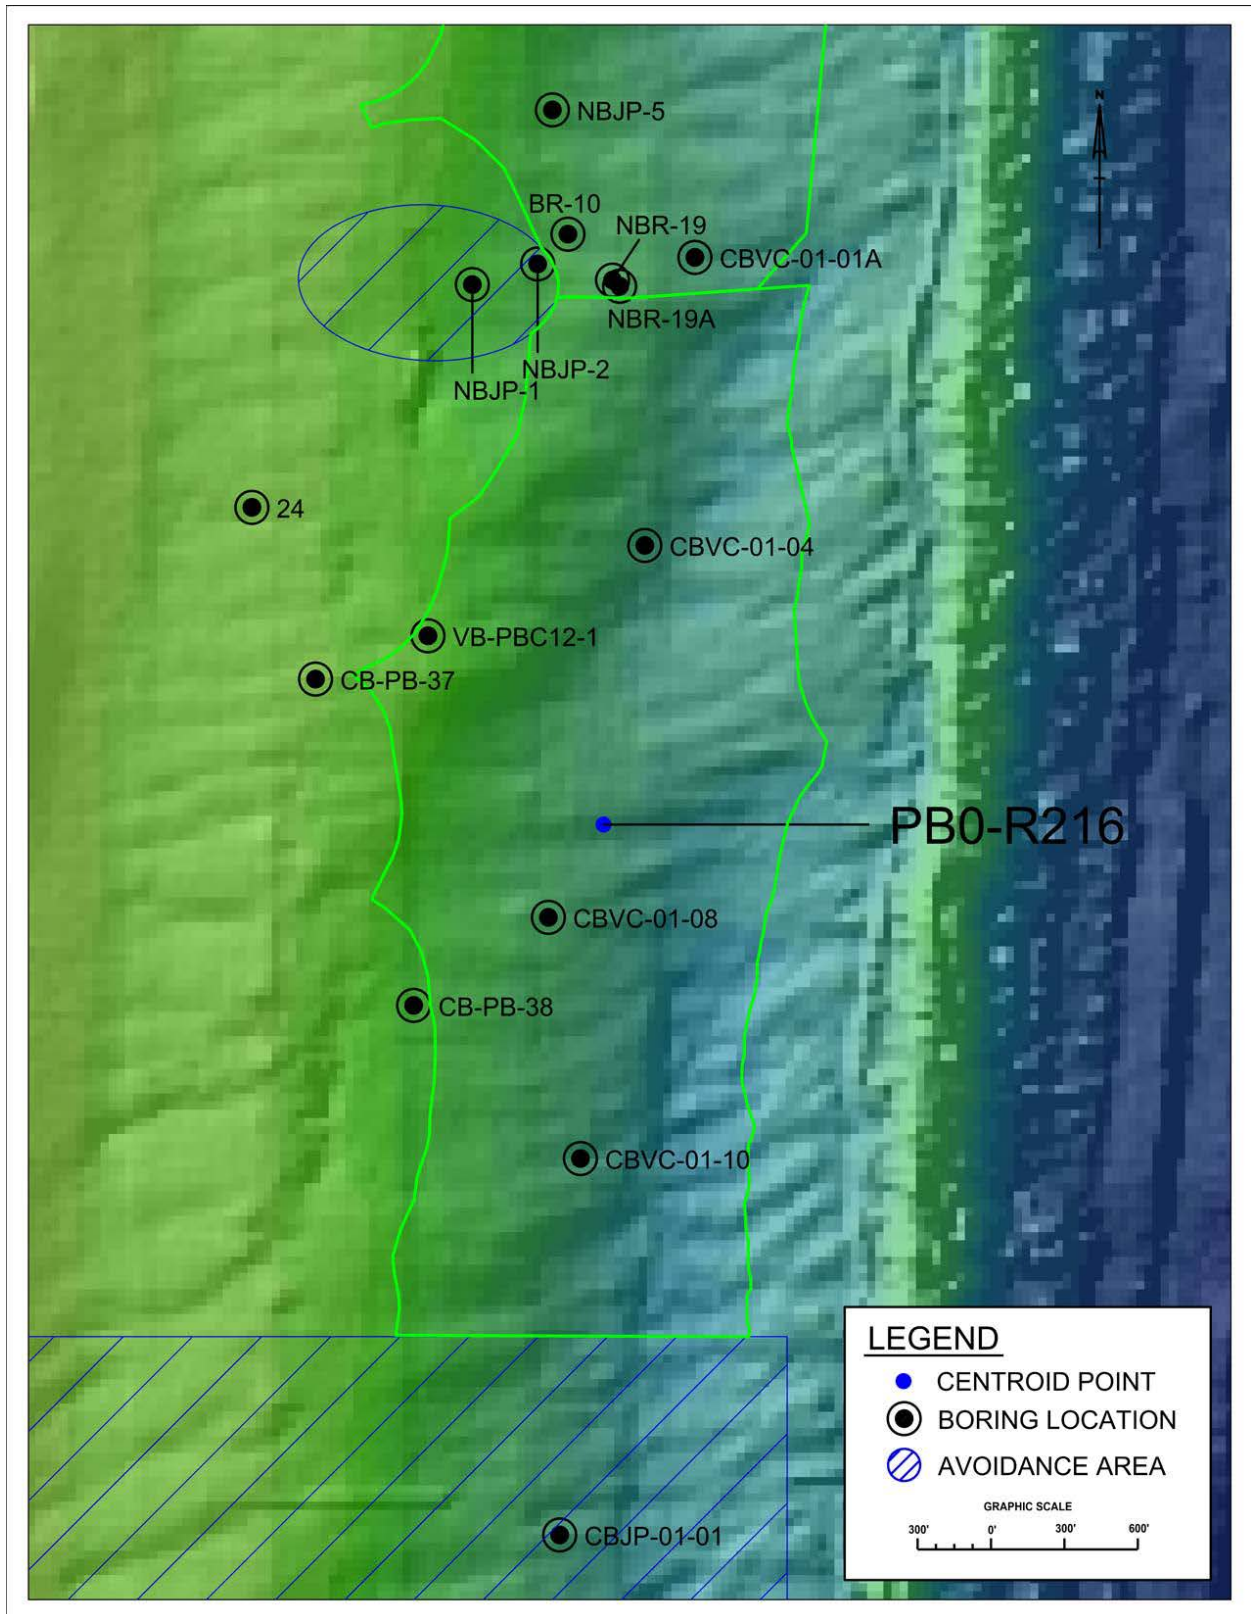 NBJP-5
N
BR-10
NBR-19
CBVC-01-01A
NBR-19A
NBJP-2
NBJP-1
24
CBVC-01-04
VB-PBC12-1
CB-PB-37
PB0-R216
CBVC-01-08
CB-PB-38
CBVC-01-10
LEGEND
CENTROID POINT
BORING LOCATION
AVOIDANCE AREA
GRAPHIC SCALE
300' 0' 300' 600'
CBJP-01-01